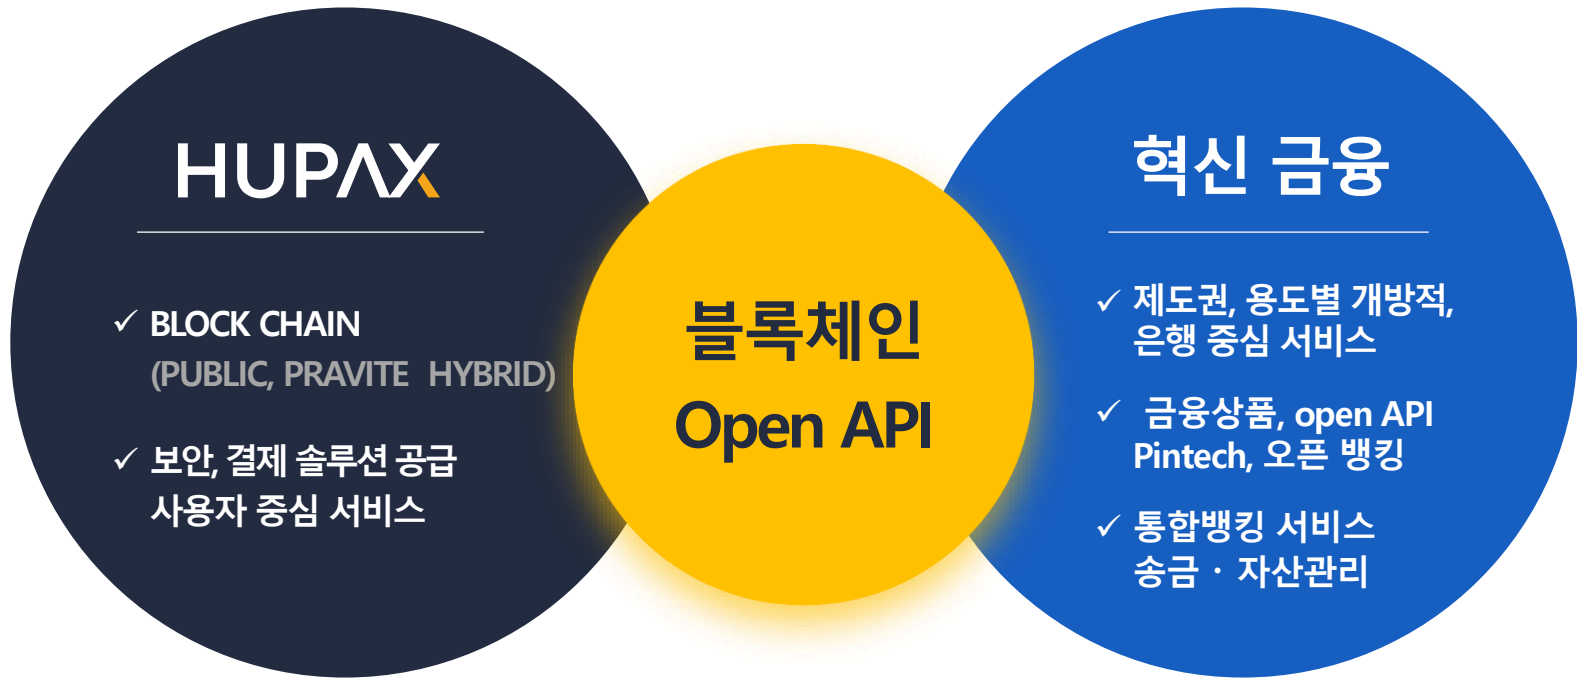 HUPAX
✓ BLOCK CHAIN
(PUBLIC, PRAVITE HYBRID)
✓ 보안, 결제 솔루션 공급
사용자 중심 서비스
블록체인
Open API
혁신 금융
✓ 제도권, 용도별 개방적,
은행 중심 서비스
✓ 금융상품, open API
Pintech, 오픈 뱅킹
✓ 통합뱅킹 서비스
송금 · 자산관리